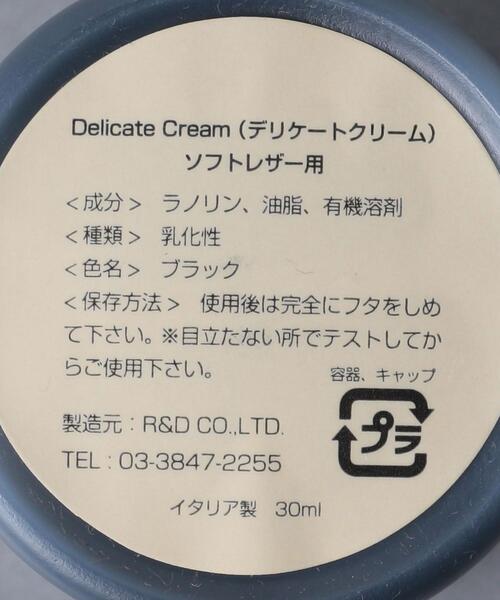 Delicate Cream（デリケートクリーム）
ソフトレザー用
＜成分＞　ラノリン、油脂、有機溶剤
＜種類＞　乳化性
＜色名＞　ブラック
＜保存方法＞　使用後は完全にフタをしめ
て下さい。※目立たない所でテストしてか
らご使用下さい。
容器、キャップ
プラ
製造元：R&D CO.,LTD.
TEL：03-3847-2255
イタリア製　30ml